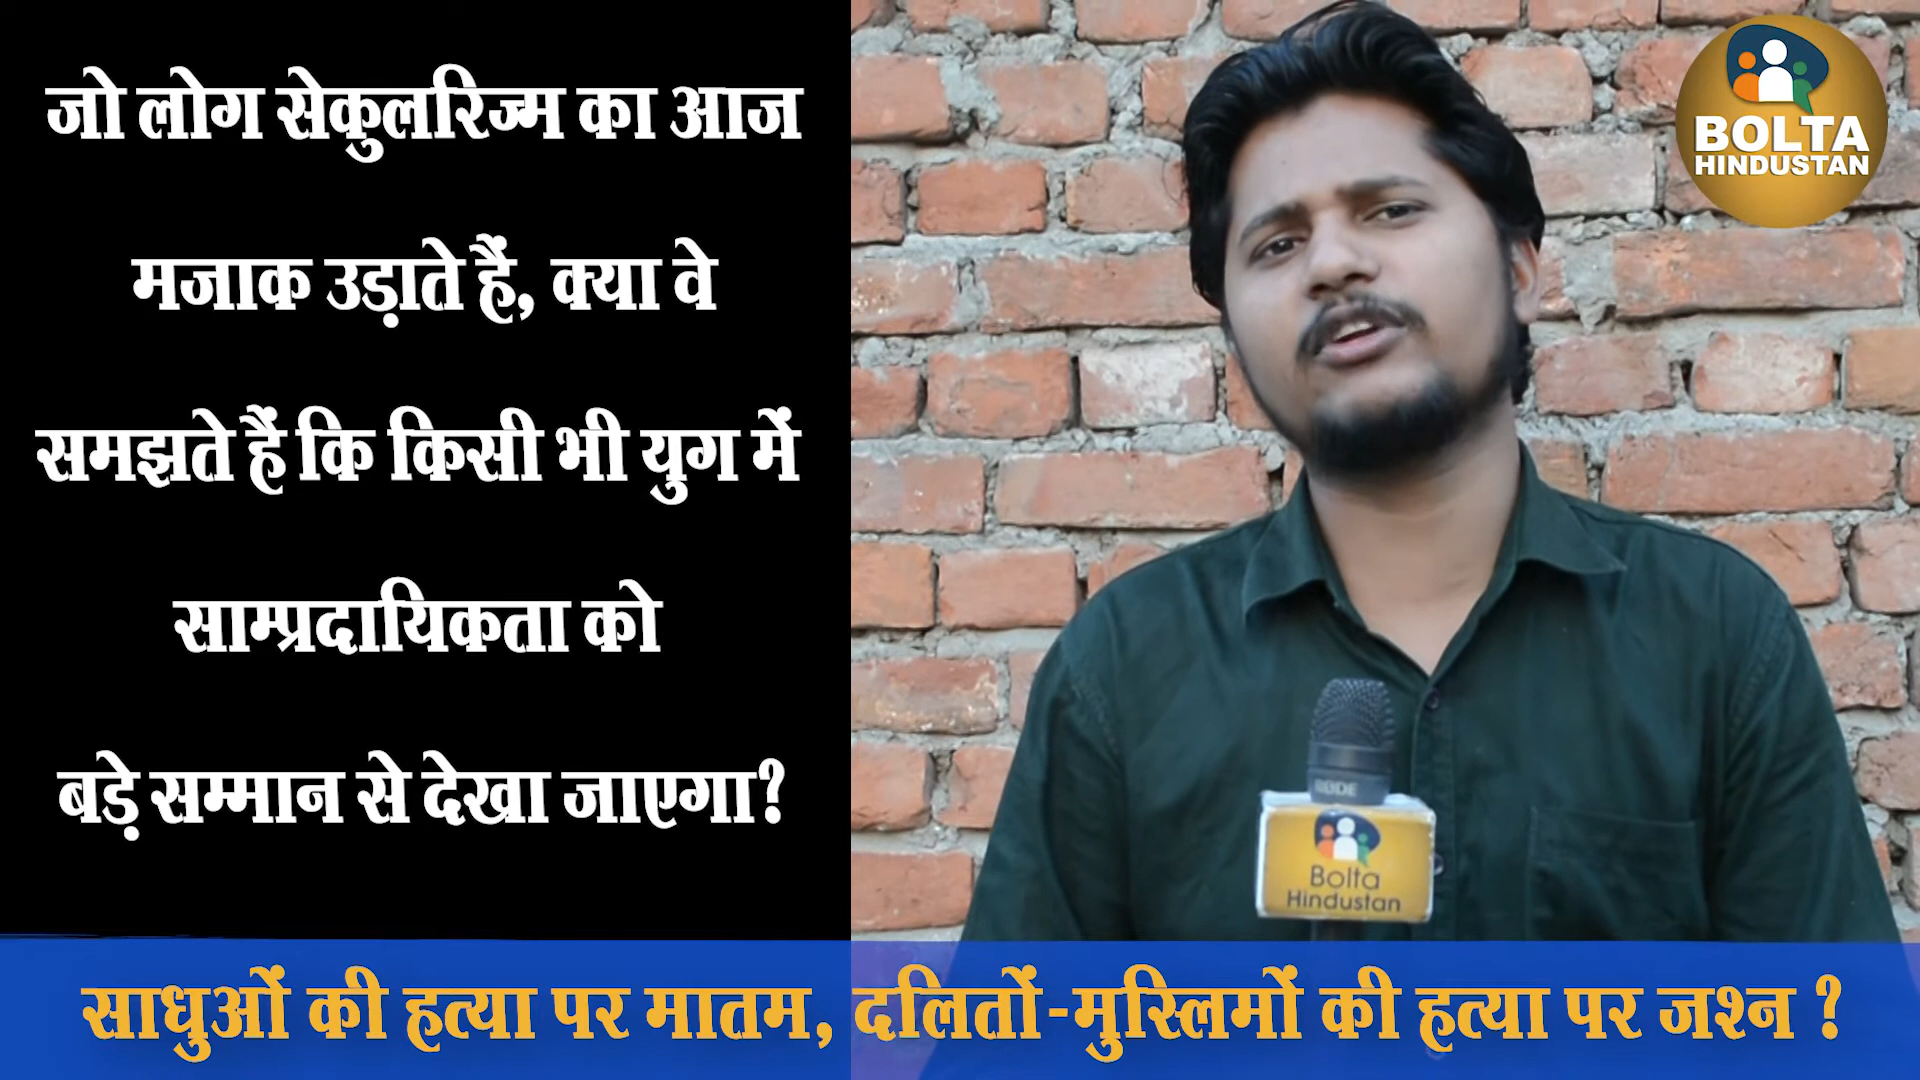 जो लोग सेकुलरिज्म का आज
मजाक उड़ाते हैं, क्या वे
समझते हैं कि किसी भी युग में
साम्प्रदायिकता को
बड़े सम्मान से देखा जाएगा?
BOLTA
HINDUSTAN
RODE
Bolta
Hindustan
साधुओं की हत्या पर मातम, दलितों-मुस्लिमों की हत्या पर जश्न ?